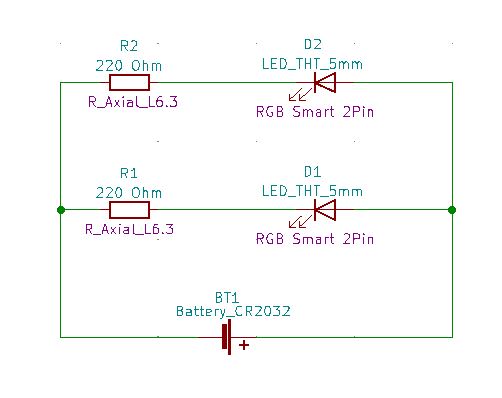 R2
220 Ohm
R_Axial_L6.3
D2
LED_THT_5mm
RGB Smart 2Pin
R1
220 Ohm
R_Axial_L6.3
D1
LED_THT_5mm
RGB Smart 2Pin
BT1
Battery_CR2032
+